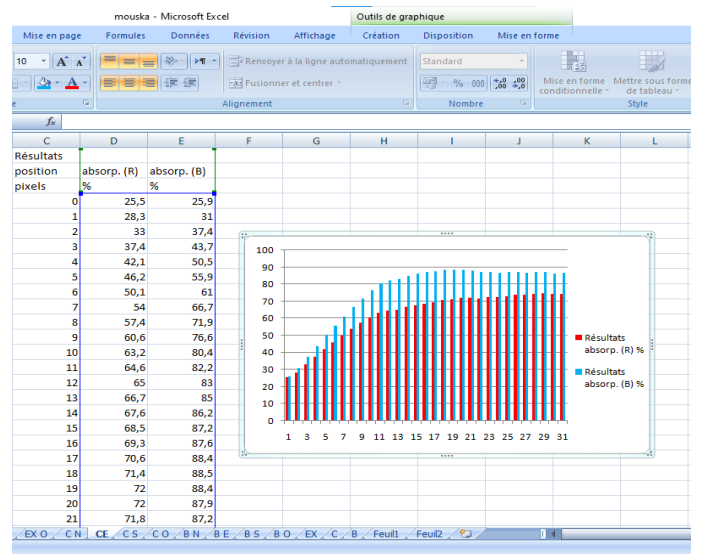 mouska - Microsoft Excel Outils de graphique
Mise en page Formules Données Révision Affichage Création Disposition Mise en forme
10 A A Renvoyer à la ligne automatiquement Standard
Fusionner et centrer % 000 ,00 ,00 Mise en forme conditionnelle Mettre sous forme de tableau
Alignement Nombre Style
fx
C D E F G H I J K L
Résultats
position absorp. (R) absorp. (B)
pixels % %
0 25,5 25,9
1 28,3 31
2 33 37,4
3 37,4 43,7
4 42,1 50,5
5 46,2 55,9
6 50,1 61
7 54 66,7
8 57,4 71,9
9 60,6 76,6
10 63,2 80,4
11 64,6 82,2
12 65 83
13 66,7 85
14 67,6 86,2
15 68,5 87,2
16 69,3 87,6
17 70,6 88,4
18 71,4 88,5
19 72 88,4
20 72 87,9
21 71,8 87,2
100
90
80
70
60
50
40
30
20
10
0
1 3 5 7 9 11 13 15 17 19 21 23 25 27 29 31
Résultats
absorp. (R) %
Résultats
absorp. (B) %
EX O C N CE C S C O B N B E B S B O EX C B Feuil1 Feuil2